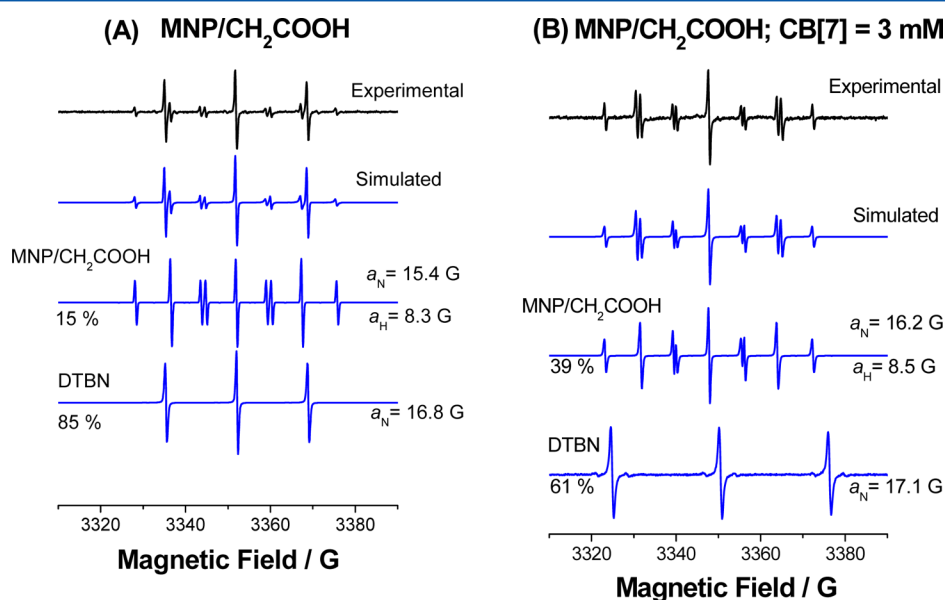 (A) MNP/CH₂COOH
Experimental
Simulated
MNP/CH₂COOH
aN= 15.4 G
15 %
aH= 8.3 G
DTBN
85 %
aN= 16.8 G
3320 3340 3360 3380
Magnetic Field / G
(B) MNP/CH₂COOH; CB[7] = 3 mM
Experimental
Simulated
MNP/CH₂COOH
aN= 16.2 G
39 %
aH= 8.5 G
DTBN
61 %
aN= 17.1 G
3320 3340 3360 3380
Magnetic Field / G